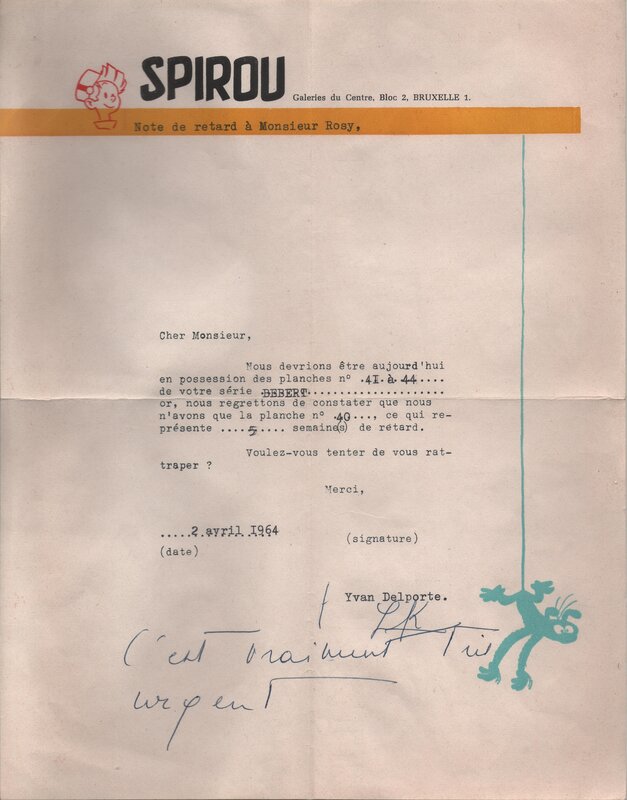 SPIROU
Galeries du Centre, Bloc 2, BRUXELLE 1.
Note de retard à Monsieur Rosy,
Cher Monsieur,
Nous devrions être aujourd'hui
en possession des planches n° .4I.à.44....
de votre série .DEBERT.....................
or, nous regrettons de constater que nous
n'avons que la planche n° .40..., ce qui re-
présente .....5.... semaine(s) de retard.
Voulez-vous tenter de vous rat-
traper ?
Merci,
.....2 avril I964
(date)
(signature)
Yvan Delporte.
C'est vraiment très
urgent